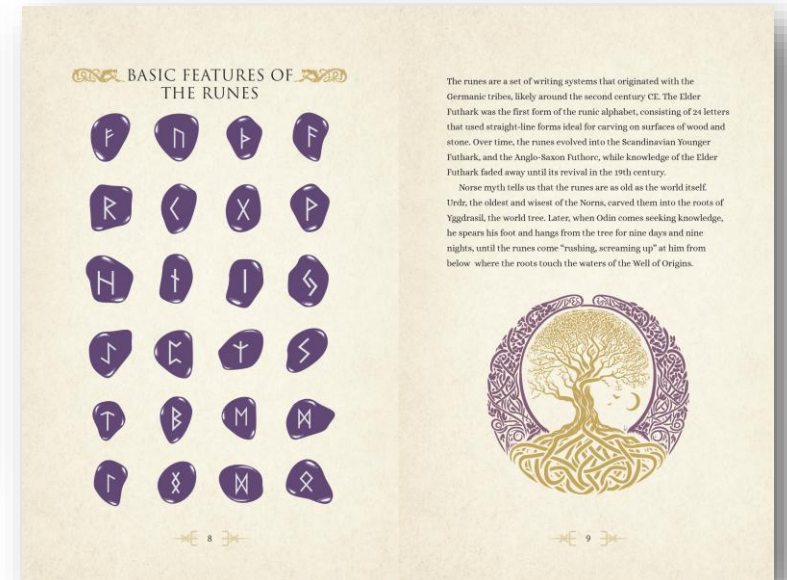 BASIC FEATURES OF
THE RUNES
ᚠ ᚢ ᚦ ᚨ
ᚱ ᚲ ᚷ ᚹ
ᚺ ᚾ ᛁ ᛃ
ᛇ ᛈ ᛉ ᛊ
ᛏ ᛒ ᛖ ᛗ
ᛚ ᛝ ᛞ ᛟ
8
The runes are a set of writing systems that originated with the
Germanic tribes, likely around the second century CE. The Elder
Futhark was the first form of the runic alphabet, consisting of 24 letters
that used straight-line forms ideal for carving on surfaces of wood and
stone. Over time, the runes evolved into the Scandinavian Younger
Futhark, and the Anglo-Saxon Futhorc, while knowledge of the Elder
Futhark faded away until its revival in the 19th century.
Norse myth tells us that the runes are as old as the world itself.
Urdr, the oldest and wisest of the Norns, carved them into the roots of
Yggdrasil, the world tree. Later, when Odin comes seeking knowledge,
he spears his foot and hangs from the tree for nine days and nine
nights, until the runes come “rushing, screaming up” at him from
below where the roots touch the waters of the Well of Origins.
9